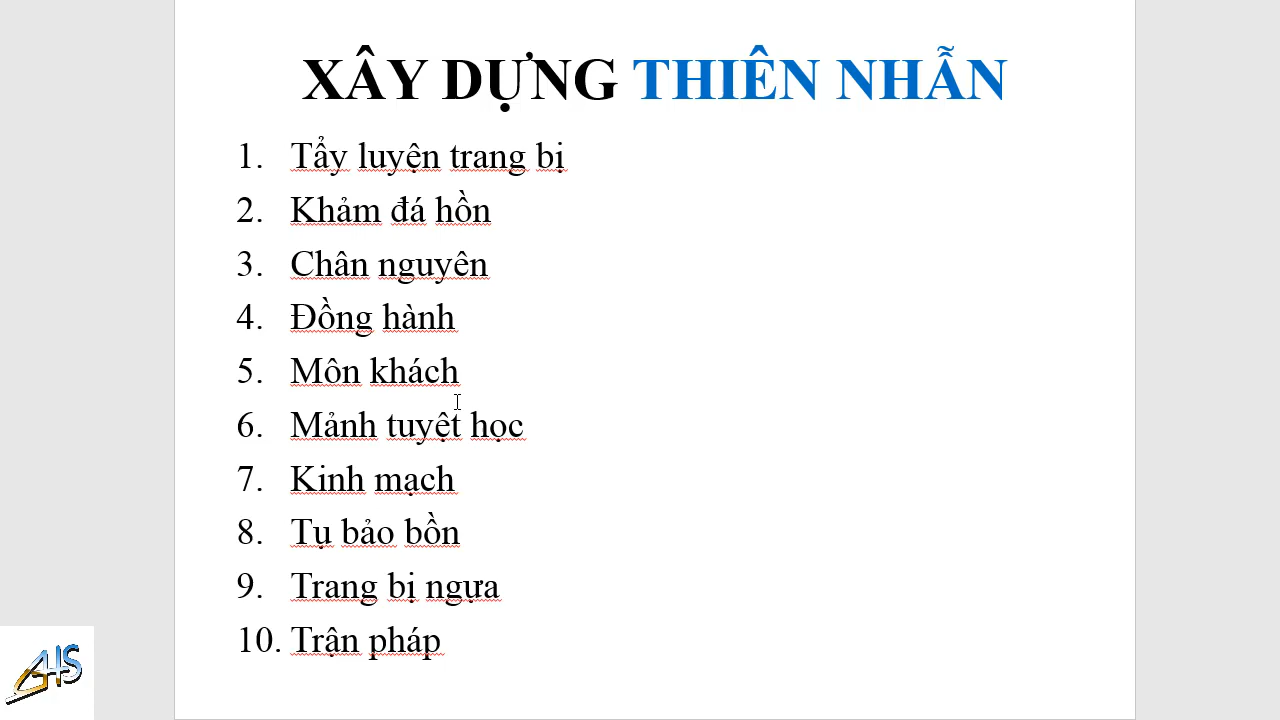 XÂY DỰNG THIÊN NHẪN
1. Tẩy luyện trang bị
2. Khảm đá hồn
3. Chân nguyên
4. Đồng hành
5. Môn khách
6. Mảnh tuyệt học
7. Kinh mạch
8. Tụ bảo bồn
9. Trang bị ngựa
10. Trận pháp